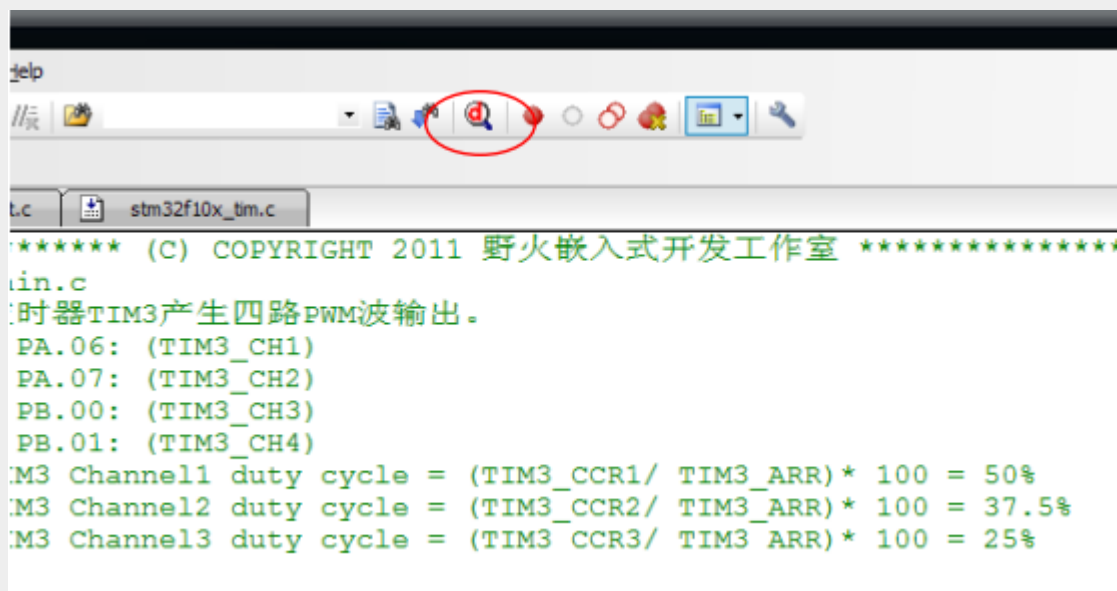 Help
t.c stm32f10x_tim.c
****** (C) COPYRIGHT 2011 野火嵌入式开发工作室 ***************
ain.c
时器TIM3产生四路PWM波输出。
PA.06: (TIM3_CH1)
PA.07: (TIM3_CH2)
PB.00: (TIM3_CH3)
PB.01: (TIM3_CH4)
IM3 Channel1 duty cycle = (TIM3_CCR1/ TIM3_ARR)* 100 = 50%
IM3 Channel2 duty cycle = (TIM3_CCR2/ TIM3_ARR)* 100 = 37.5%
IM3 Channel3 duty cycle = (TIM3_CCR3/ TIM3_ARR)* 100 = 25%